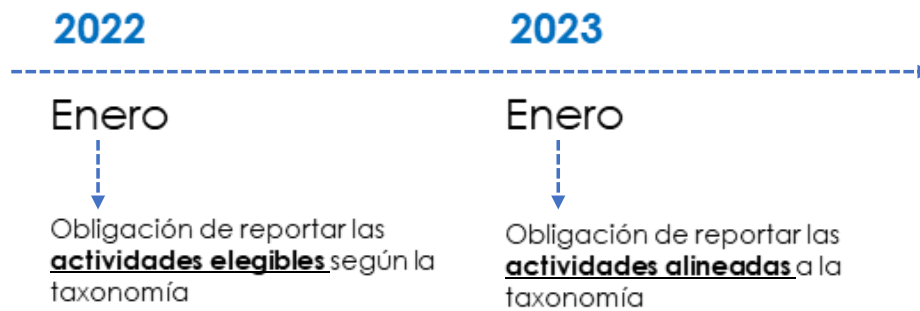 2022
2023
Enero
Enero
Obligación de reportar las
actividades elegibles según la
taxonomía
Obligación de reportar las
actividades alineadas a la
taxonomía